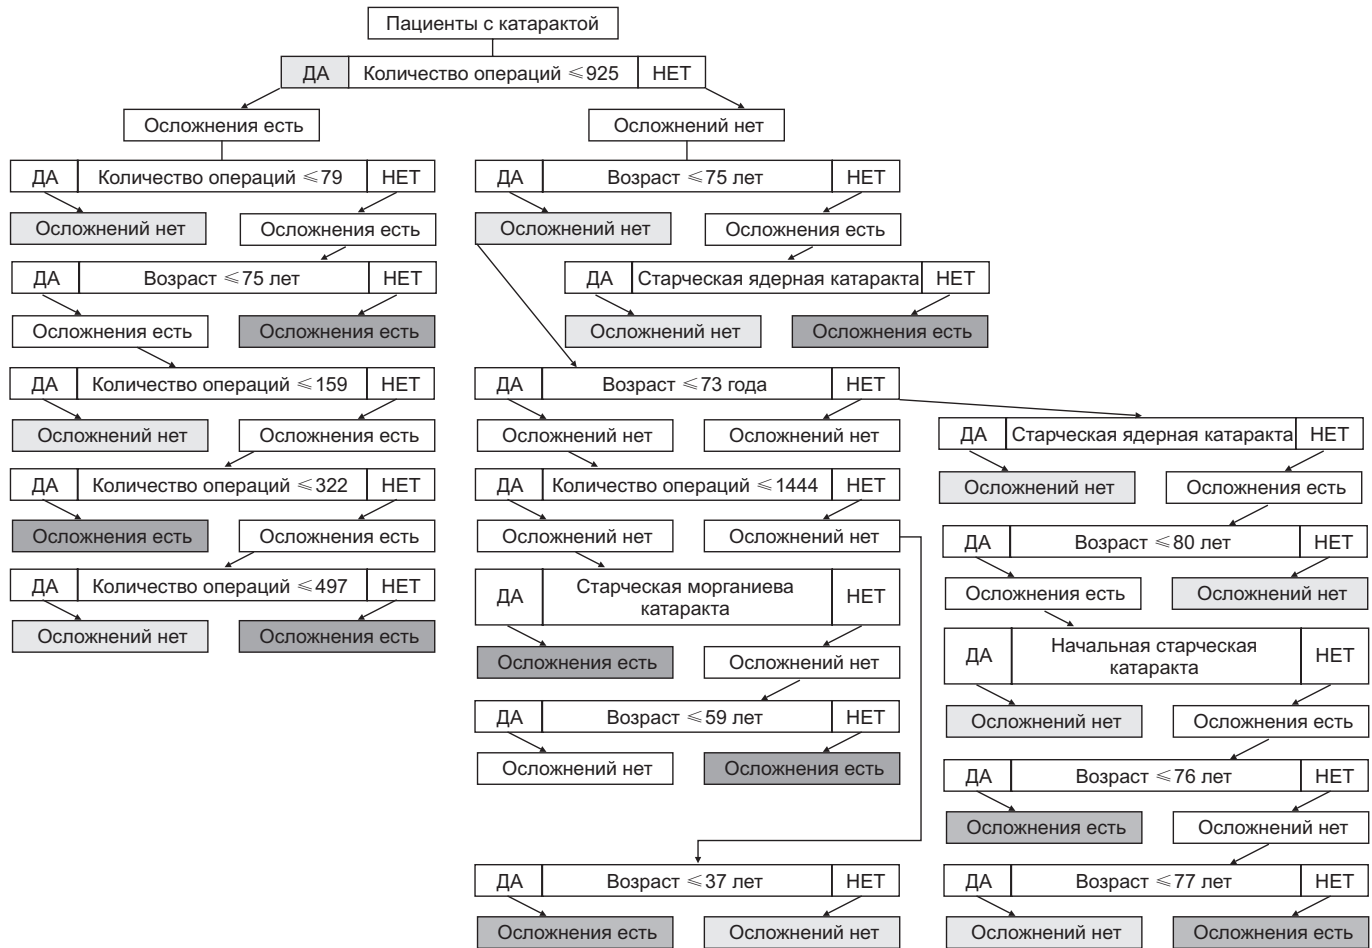 Пациенты с катарактой
ДА Количество операций ≤925 НЕТ
Осложнения есть Осложнений нет
ДА Количество операций ≤79 НЕТ ДА Возраст ≤75 лет НЕТ
Осложнений нет Осложнения есть Осложнений нет Осложнения есть
ДА Возраст ≤75 лет НЕТ ДА Старческая ядерная катаракта НЕТ
Осложнения есть Осложнения есть Осложнений нет Осложнения есть
ДА Количество операций ≤159 НЕТ ДА Возраст ≤73 года НЕТ
Осложнений нет Осложнения есть Осложнений нет Осложнений нет ДА Старческая ядерная катаракта НЕТ
ДА Количество операций ≤322 НЕТ ДА Количество операций ≤1444 НЕТ Осложнений нет Осложнения есть
Осложнения есть Осложнения есть Осложнений нет Осложнений нет ДА Возраст ≤80 лет НЕТ
ДА Количество операций ≤497 НЕТ ДА Старческая морганиева НЕТ Осложнения есть Осложнений нет
катаракта
Осложнений нет Осложнения есть ДА Начальная старческая НЕТ
катаракта
Осложнения есть Осложнений нет
ДА Возраст ≤59 лет НЕТ Осложнений нет Осложнения есть
Осложнений нет Осложнения есть ДА Возраст ≤76 лет НЕТ
Осложнения есть Осложнений нет
ДА Возраст ≤37 лет НЕТ ДА Возраст ≤77 лет НЕТ
Осложнения есть Осложнений нет Осложнений нет Осложнения есть